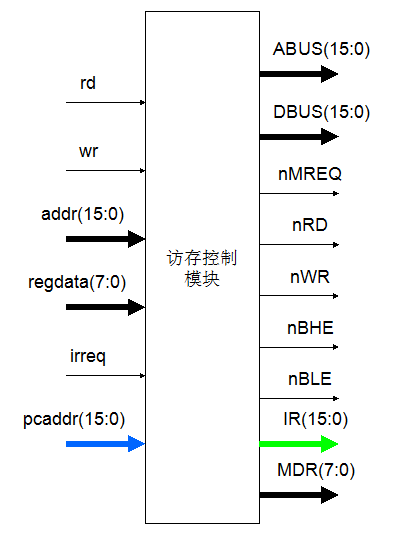 rd
wr
addr(15:0)
regdata(7:0)
irreq
pcaddr(15:0)
访存控制
模块
ABUS(15:0)
DBUS(15:0)
nMREQ
nRD
nWR
nBHE
nBLE
IR(15:0)
MDR(7:0)